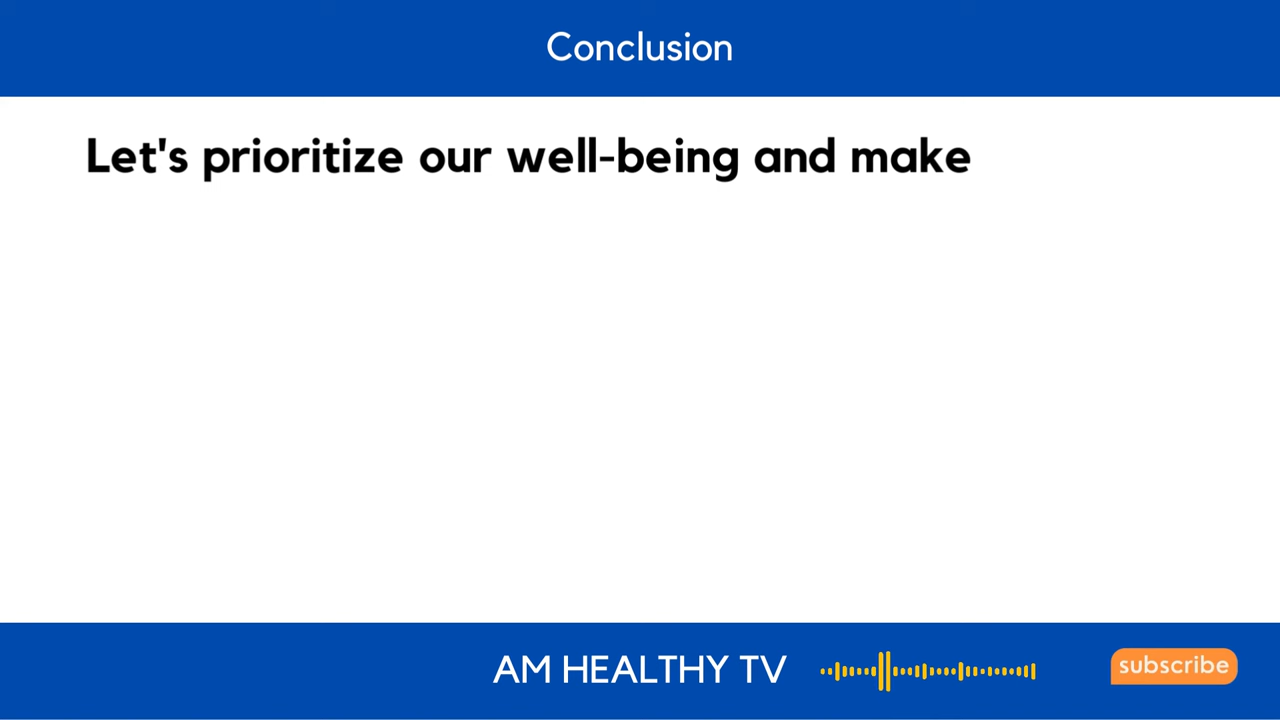 Conclusion
Let's prioritize our well-being and make
AM HEALTHY TV
subscribe